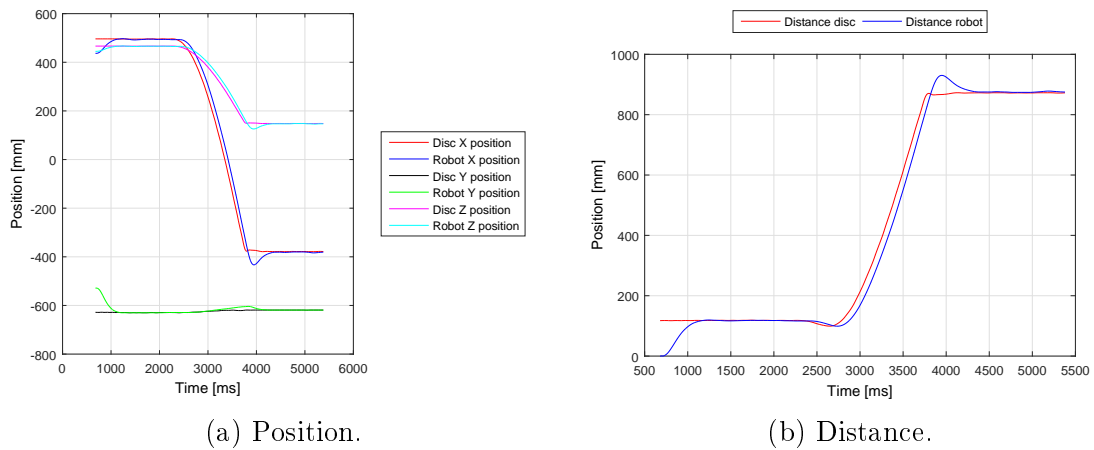 600
400
200
0
-200
-400
-600
-800
Position [mm]
0 1000 2000 3000 4000 5000 6000
Time [ms]
Disc X position
Robot X position
Disc Y position
Robot Y position
Disc Z position
Robot Z position
(a) Position.
Distance disc Distance robot
1000
800
600
400
200
0
Position [mm]
500 1000 1500 2000 2500 3000 3500 4000 4500 5000 5500
Time [ms]
(b) Distance.